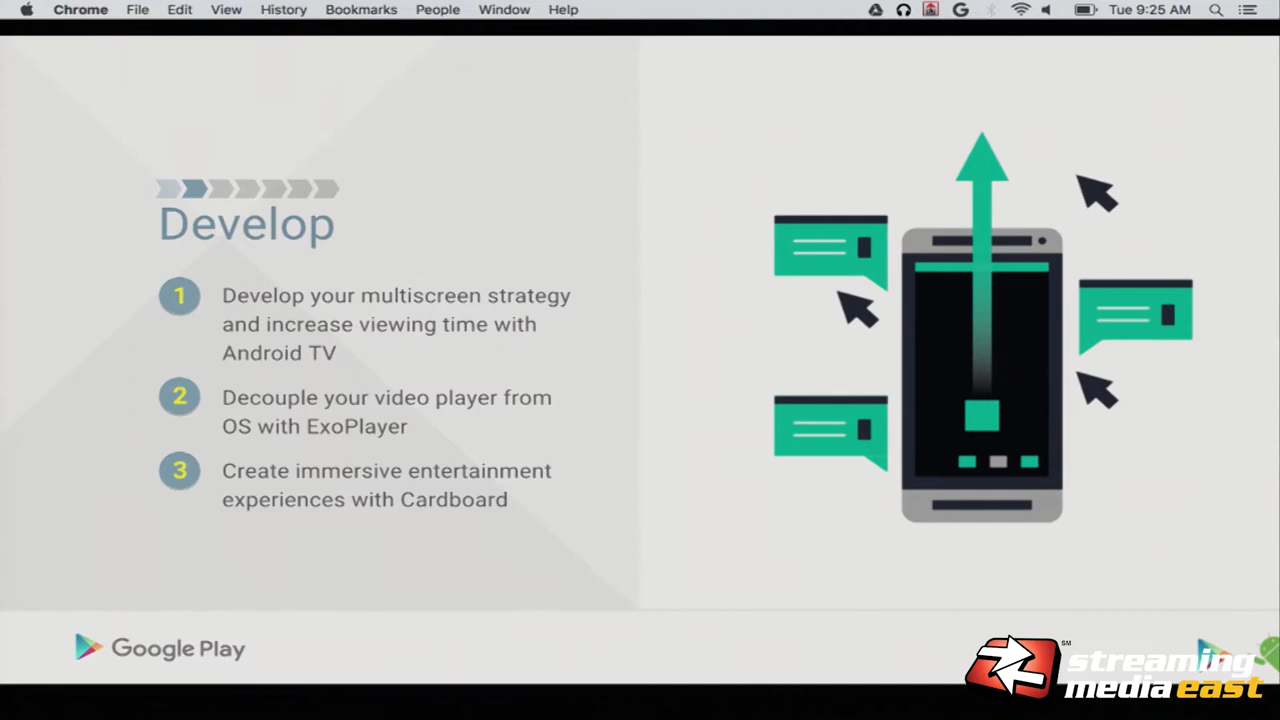 Chrome File Edit View History Bookmarks People Window Help Tue 9:25 AM
Develop
1 Develop your multiscreen strategy
and increase viewing time with
Android TV
2 Decouple your video player from
OS with ExoPlayer
3 Create immersive entertainment
experiences with Cardboard
Google Play
streaming SM
media east